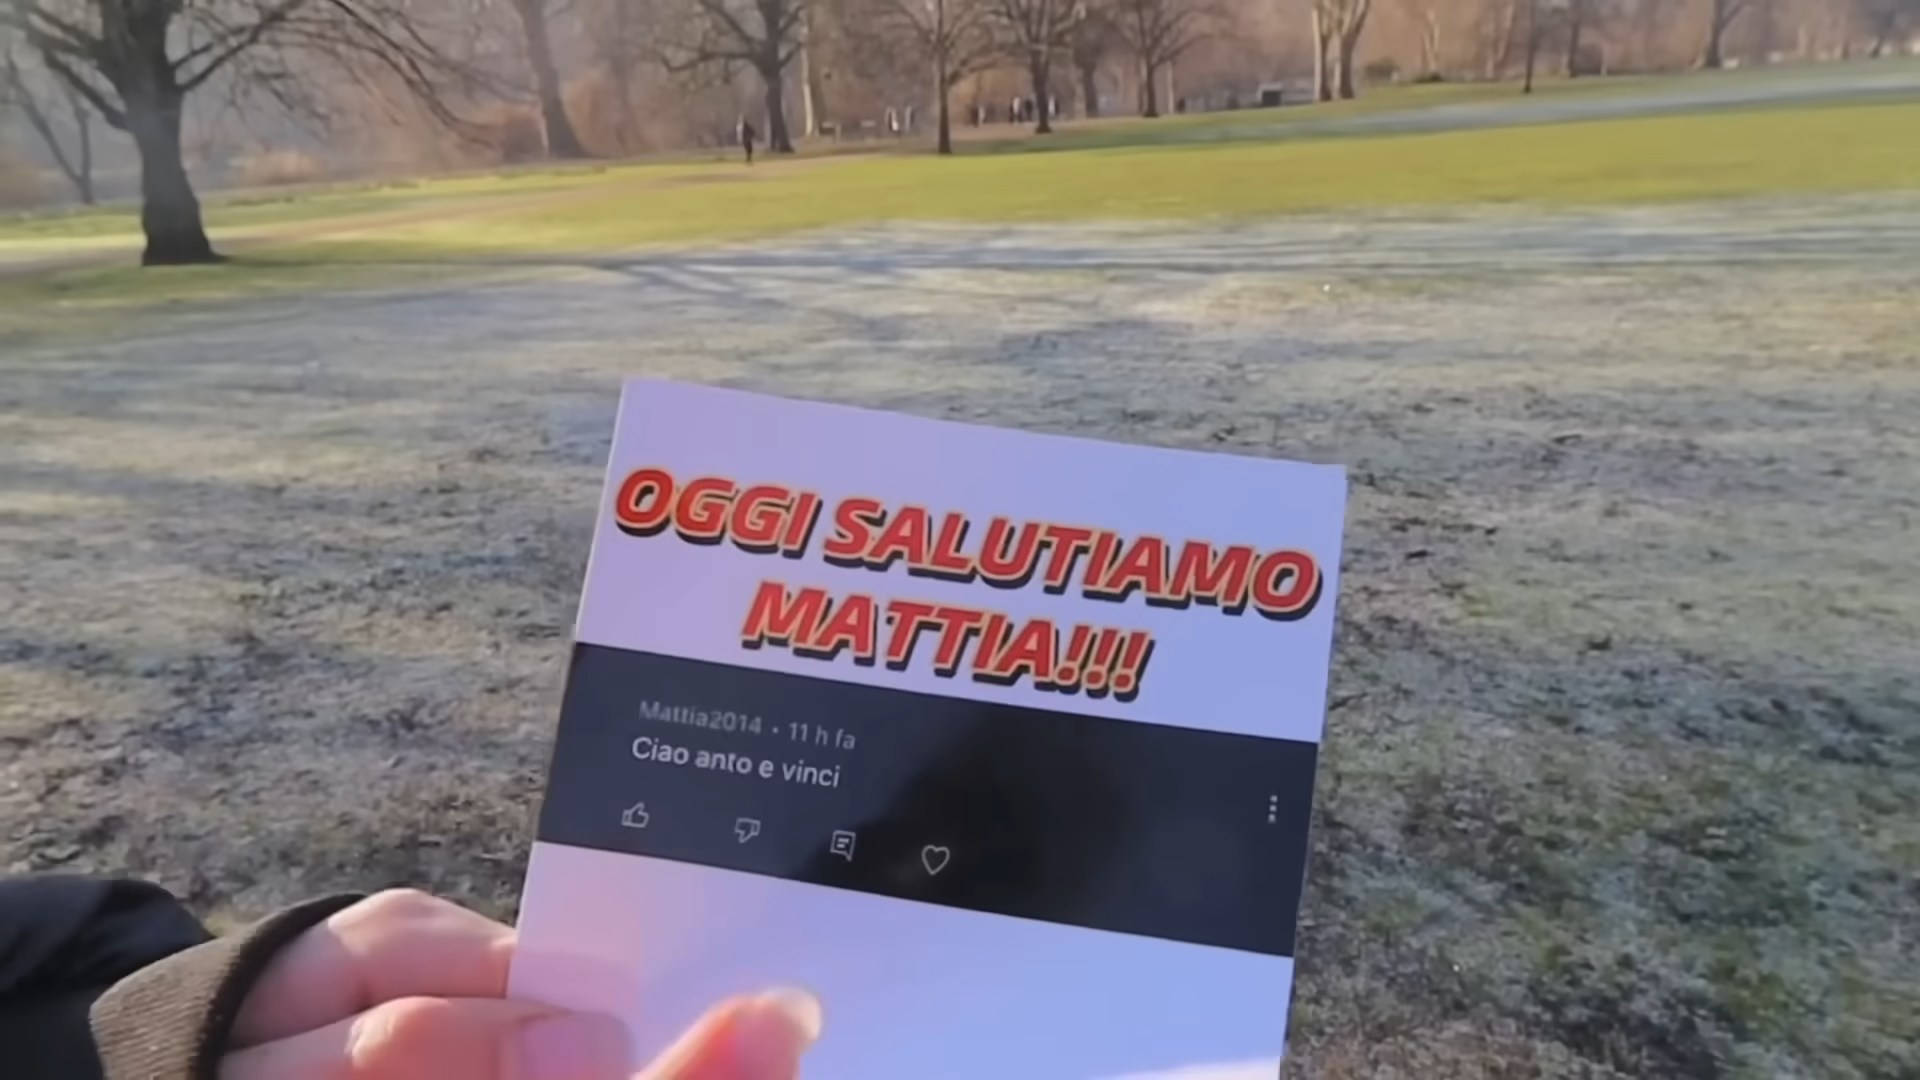 OGGI SALUTIAMO
MATTIA!!!
Mattia2014 • 11 h fa
Ciao anto e vinci